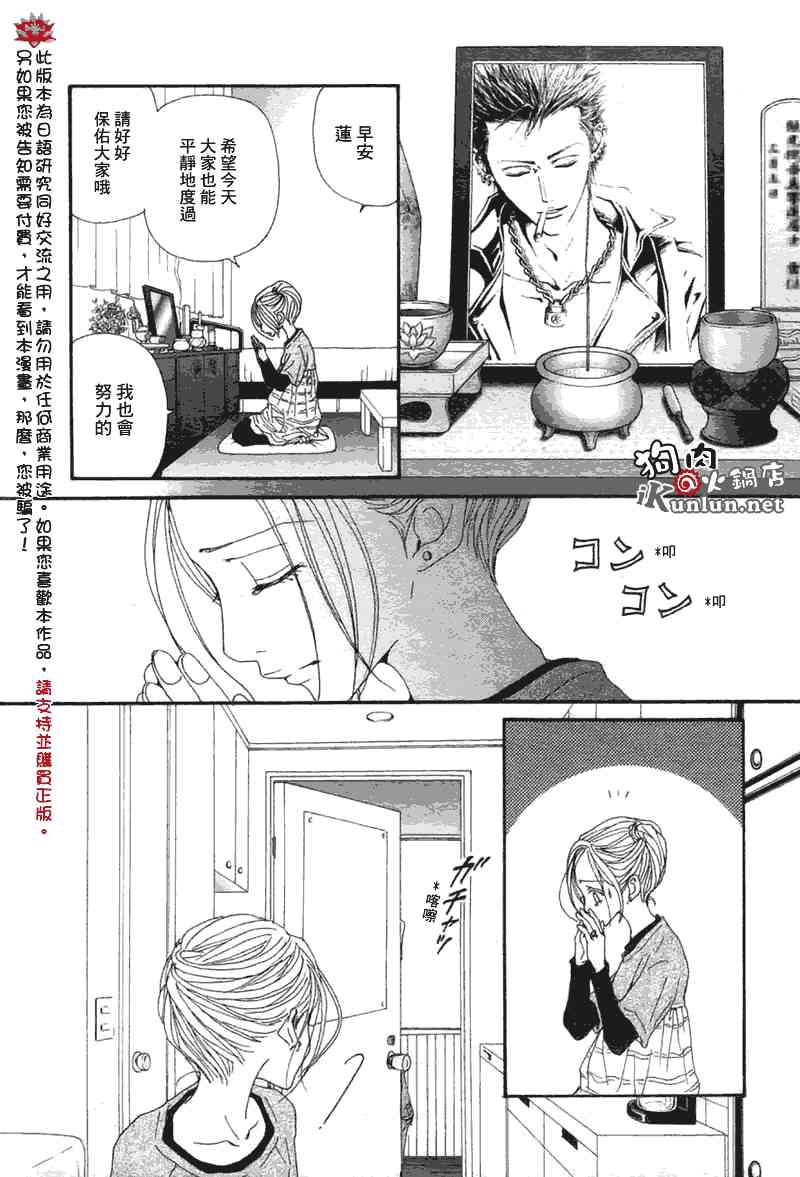 早安
蓮
希望今天
大家也能
平靜地度過
請好好
保佑大家哦
我也會
努力的
狗肉火鍋店
iKunlun.net
コン
*叩
コン
*叩
ガチャッ
*喀嚓
此版本為日語研究同好交流之用，請勿用於任何商業用途。如果您喜歡本作品，請支持並購買正版。
另如果您被告知需要付費，才能看到本漫畫，那麼，您被騙了！